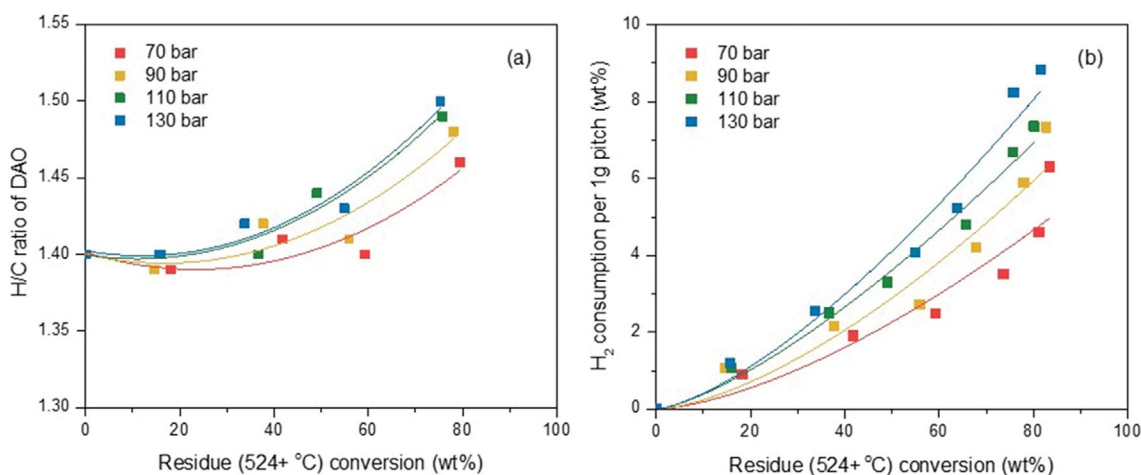 H/C ratio of DAO
1.55
1.50
1.45
1.40
1.35
1.30
70 bar
90 bar
110 bar
130 bar
(a)
0 20 40 60 80 100
Residue (524+ °C) conversion (wt%)
H₂ consumption per 1g pitch (wt%)
10
8
6
4
2
0
70 bar
90 bar
110 bar
130 bar
(b)
0 20 40 60 80 100
Residue (524+ °C) conversion (wt%)